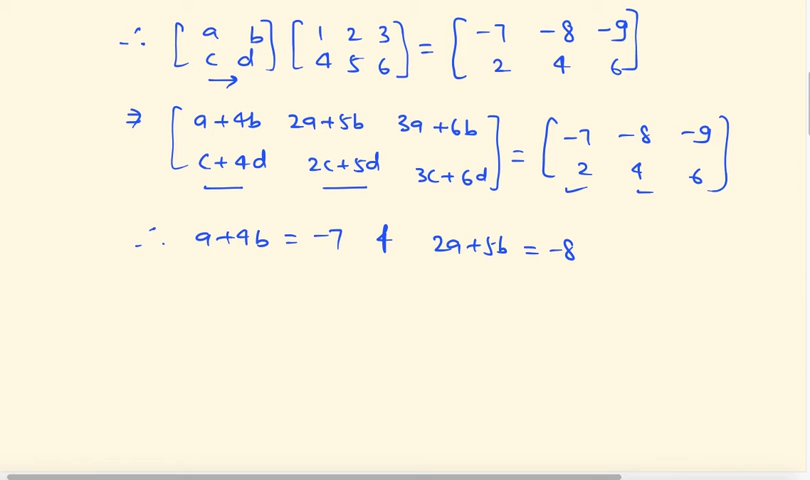 ∴ [a b [1 2 3 = [-7 -8 -9
c d] 4 5 6] 2 4 6]
⇒ [a+4b 2a+5b 3a+6b = [-7 -8 -9
c+4d 2c+5d 3c+6d] 2 4 6]
∴ a+4b = -7 & 2a+5b = -8